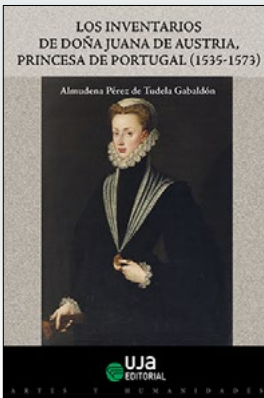 LOS INVENTARIOS
DE DOÑA JUANA DE AUSTRIA,
PRINCESA DE PORTUGAL (1535-1573)
Almudena Pérez de Tudela Gabaldón
UJA
EDITORIAL
ARTES Y HUMANIDADES